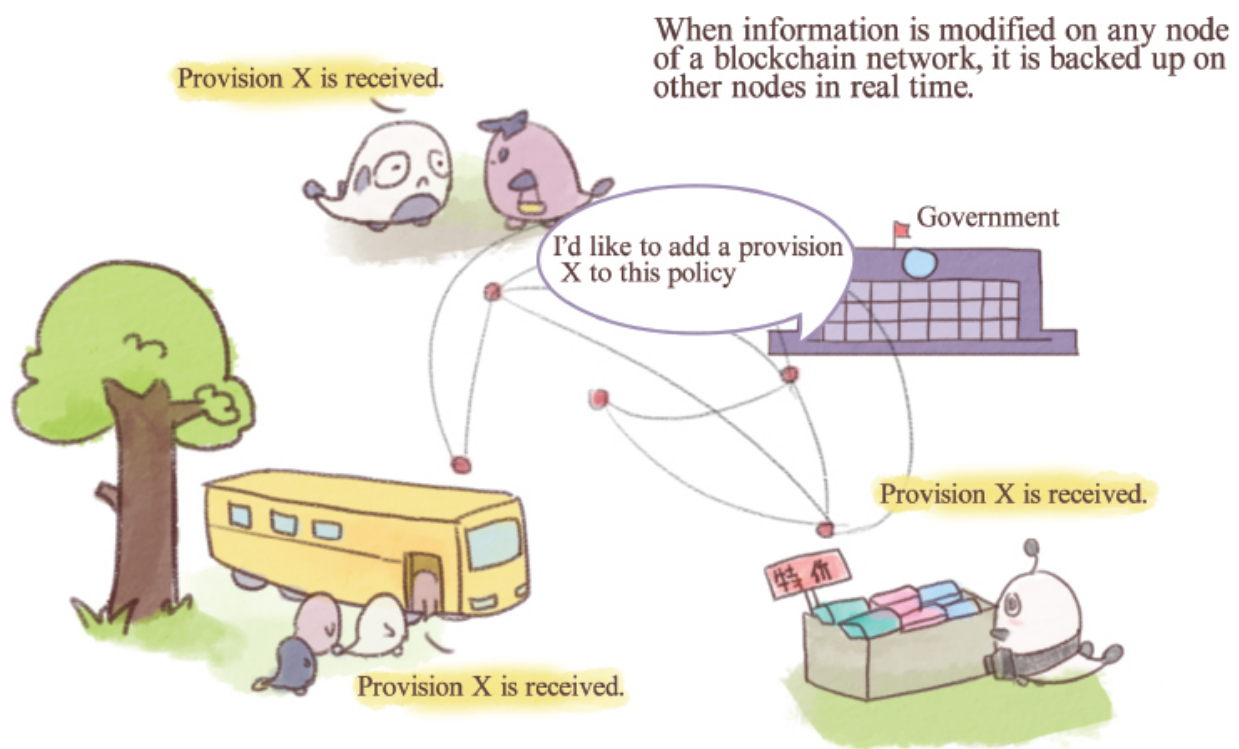 When information is modified on any node
of a blockchain network, it is backed up on
other nodes in real time.
Provision X is received.
Government
I'd like to add a provision
X to this policy
Provision X is received.
特价
Provision X is received.